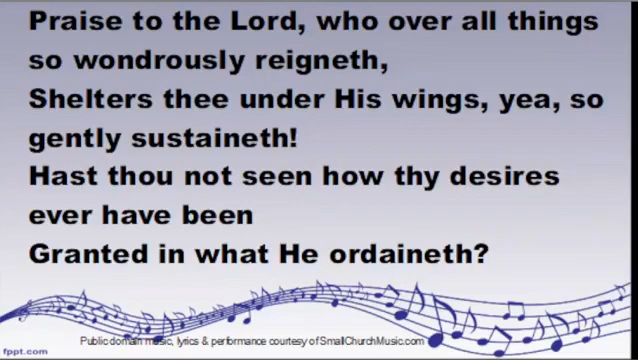 Praise to the Lord, who over all things
so wondrously reigneth,
Shelters thee under His wings, yea, so
gently sustaineth!
Hast thou not seen how thy desires
ever have been
Granted in what He ordaineth?
Public domain music, lyrics & performance courtesy of SmallChurchMusic.com
fppt.com